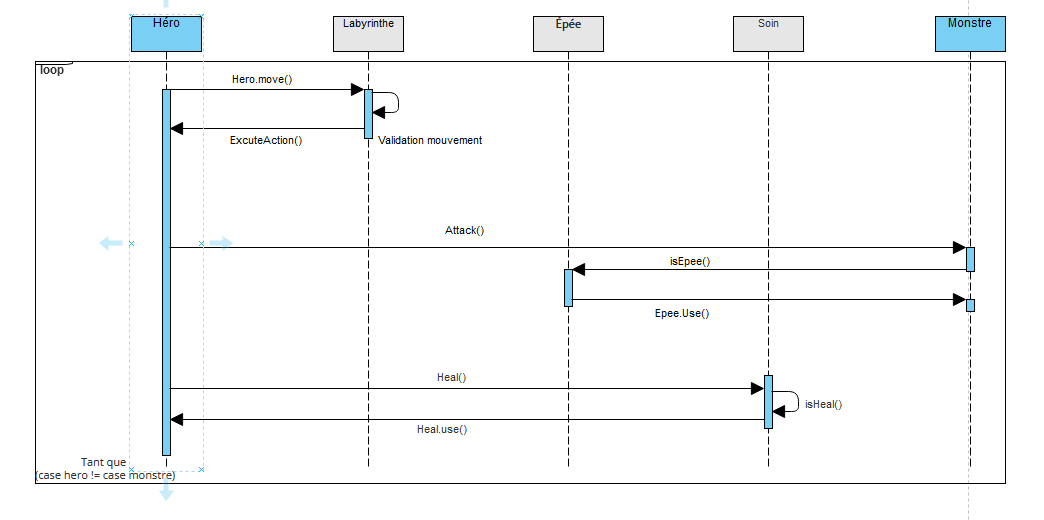 Héro
Labyrinthe
Épée
Soin
Monstre
loop
Hero.move()
ExcuteAction()
Validation mouvement
Attack()
isEpee()
Epee.Use()
Heal()
isHeal()
Heal.use()
Tant que
(case hero != case monstre)